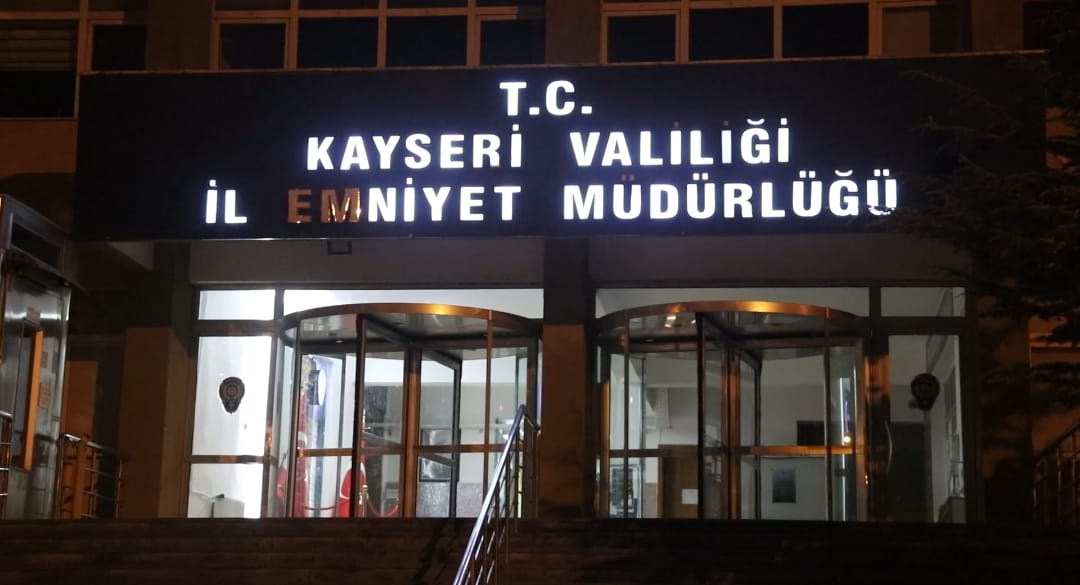 T.C.
KAYSERİ VALİLİĞİ
İL EMNİYET MÜDÜRLÜĞÜ